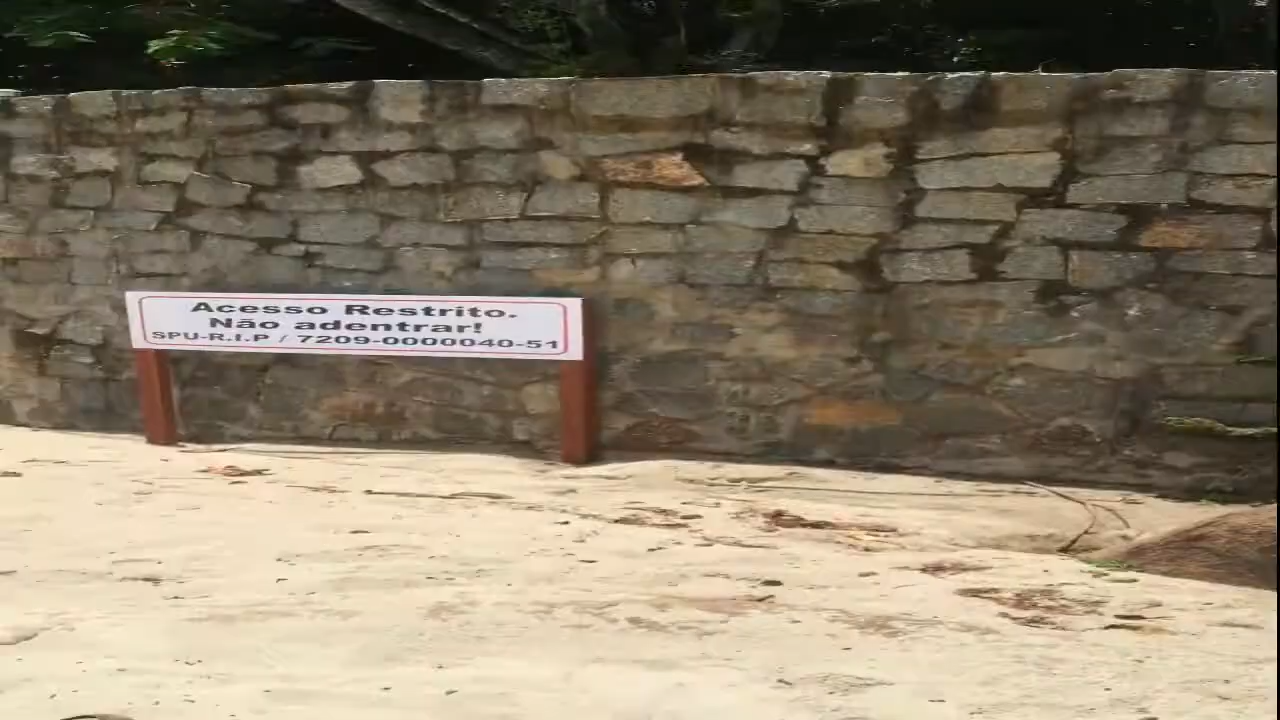 Acesso Restrito.
Não adentrar!
SPU-R.I.P / 7209-0000040-51